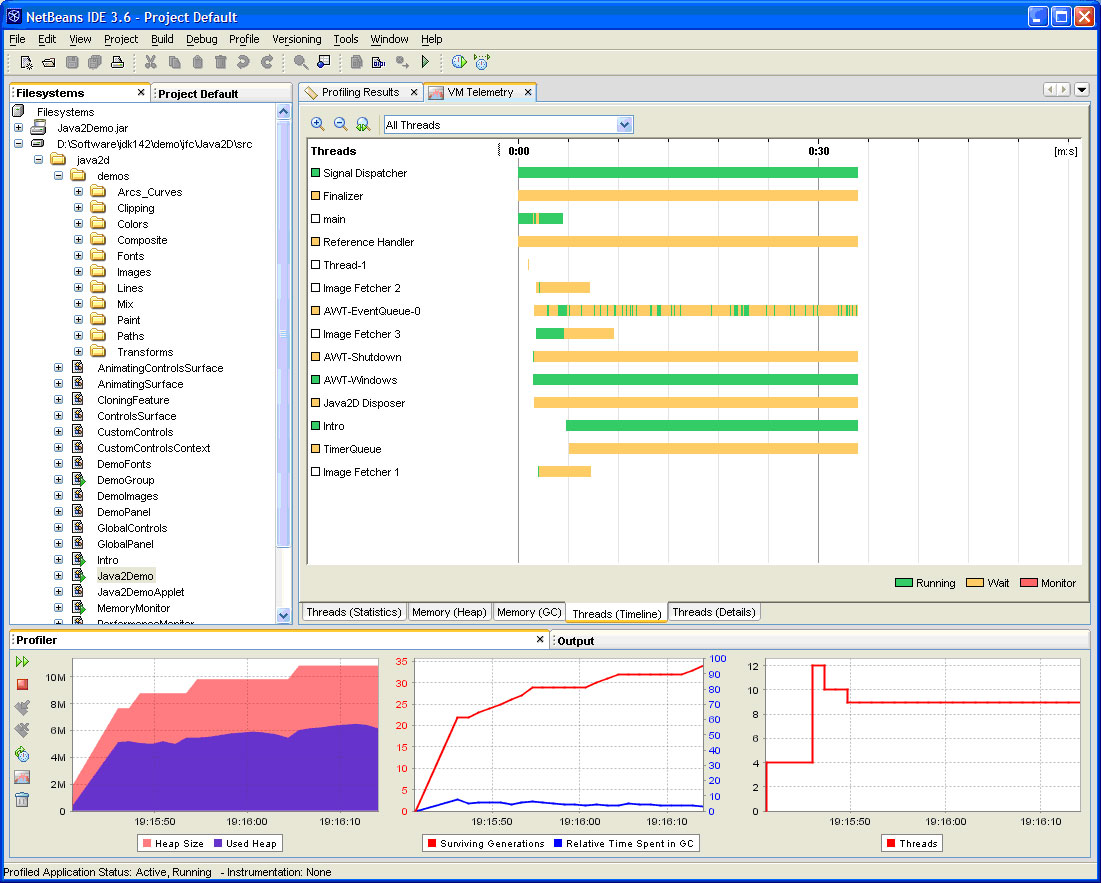 NetBeans IDE 3.6 - Project Default
File Edit View Project Build Debug Profile Versioning Tools Window Help
Filesystems
Project Default
Filesystems
Java2Demo.jar
D:\Software\jdk142\demo\jfc\Java2D\src
java2d
demos
Arcs_Curves
Clipping
Colors
Composite
Fonts
Images
Lines
Mix
Paint
Paths
Transforms
AnimatingControlsSurface
AnimatingSurface
CloningFeature
ControlsSurface
CustomControls
CustomControlsContext
DemoFonts
DemoGroup
DemoImages
DemoPanel
GlobalControls
GlobalPanel
Intro
Java2Demo
Java2DemoApplet
MemoryMonitor
PerformanceMonitor
Profiling Results
VM Telemetry
All Threads
Threads 0:00 0:30 [m:s]
Signal Dispatcher
Finalizer
main
Reference Handler
Thread-1
Image Fetcher 2
AWT-EventQueue-0
Image Fetcher 3
AWT-Shutdown
AWT-Windows
Java2D Disposer
Intro
TimerQueue
Image Fetcher 1
Running Wait Monitor
Threads (Statistics) Memory (Heap) Memory (GC) Threads (Timeline) Threads (Details)
Profiler
Output
10M
8M
6M
4M
2M
0
19:15:50 19:16:00 19:16:10
Heap Size Used Heap
35
30
25
20
15
10
5
0
100
90
80
70
60
50
40
30
20
10
0
19:15:50 19:16:00 19:16:10
Surviving Generations Relative Time Spent in GC
12
10
8
6
4
2
0
19:15:50 19:16:00 19:16:10
Threads
Profiled Application Status: Active, Running - Instrumentation: None